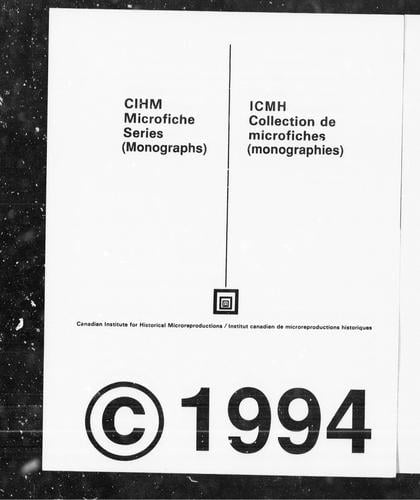 CIHM
Microfiche
Series
(Monographs)
ICMH
Collection de
microfiches
(monographies)
Canadian Institute for Historical Microreproductions / Institut canadien de microreproductions historiques
© 1994